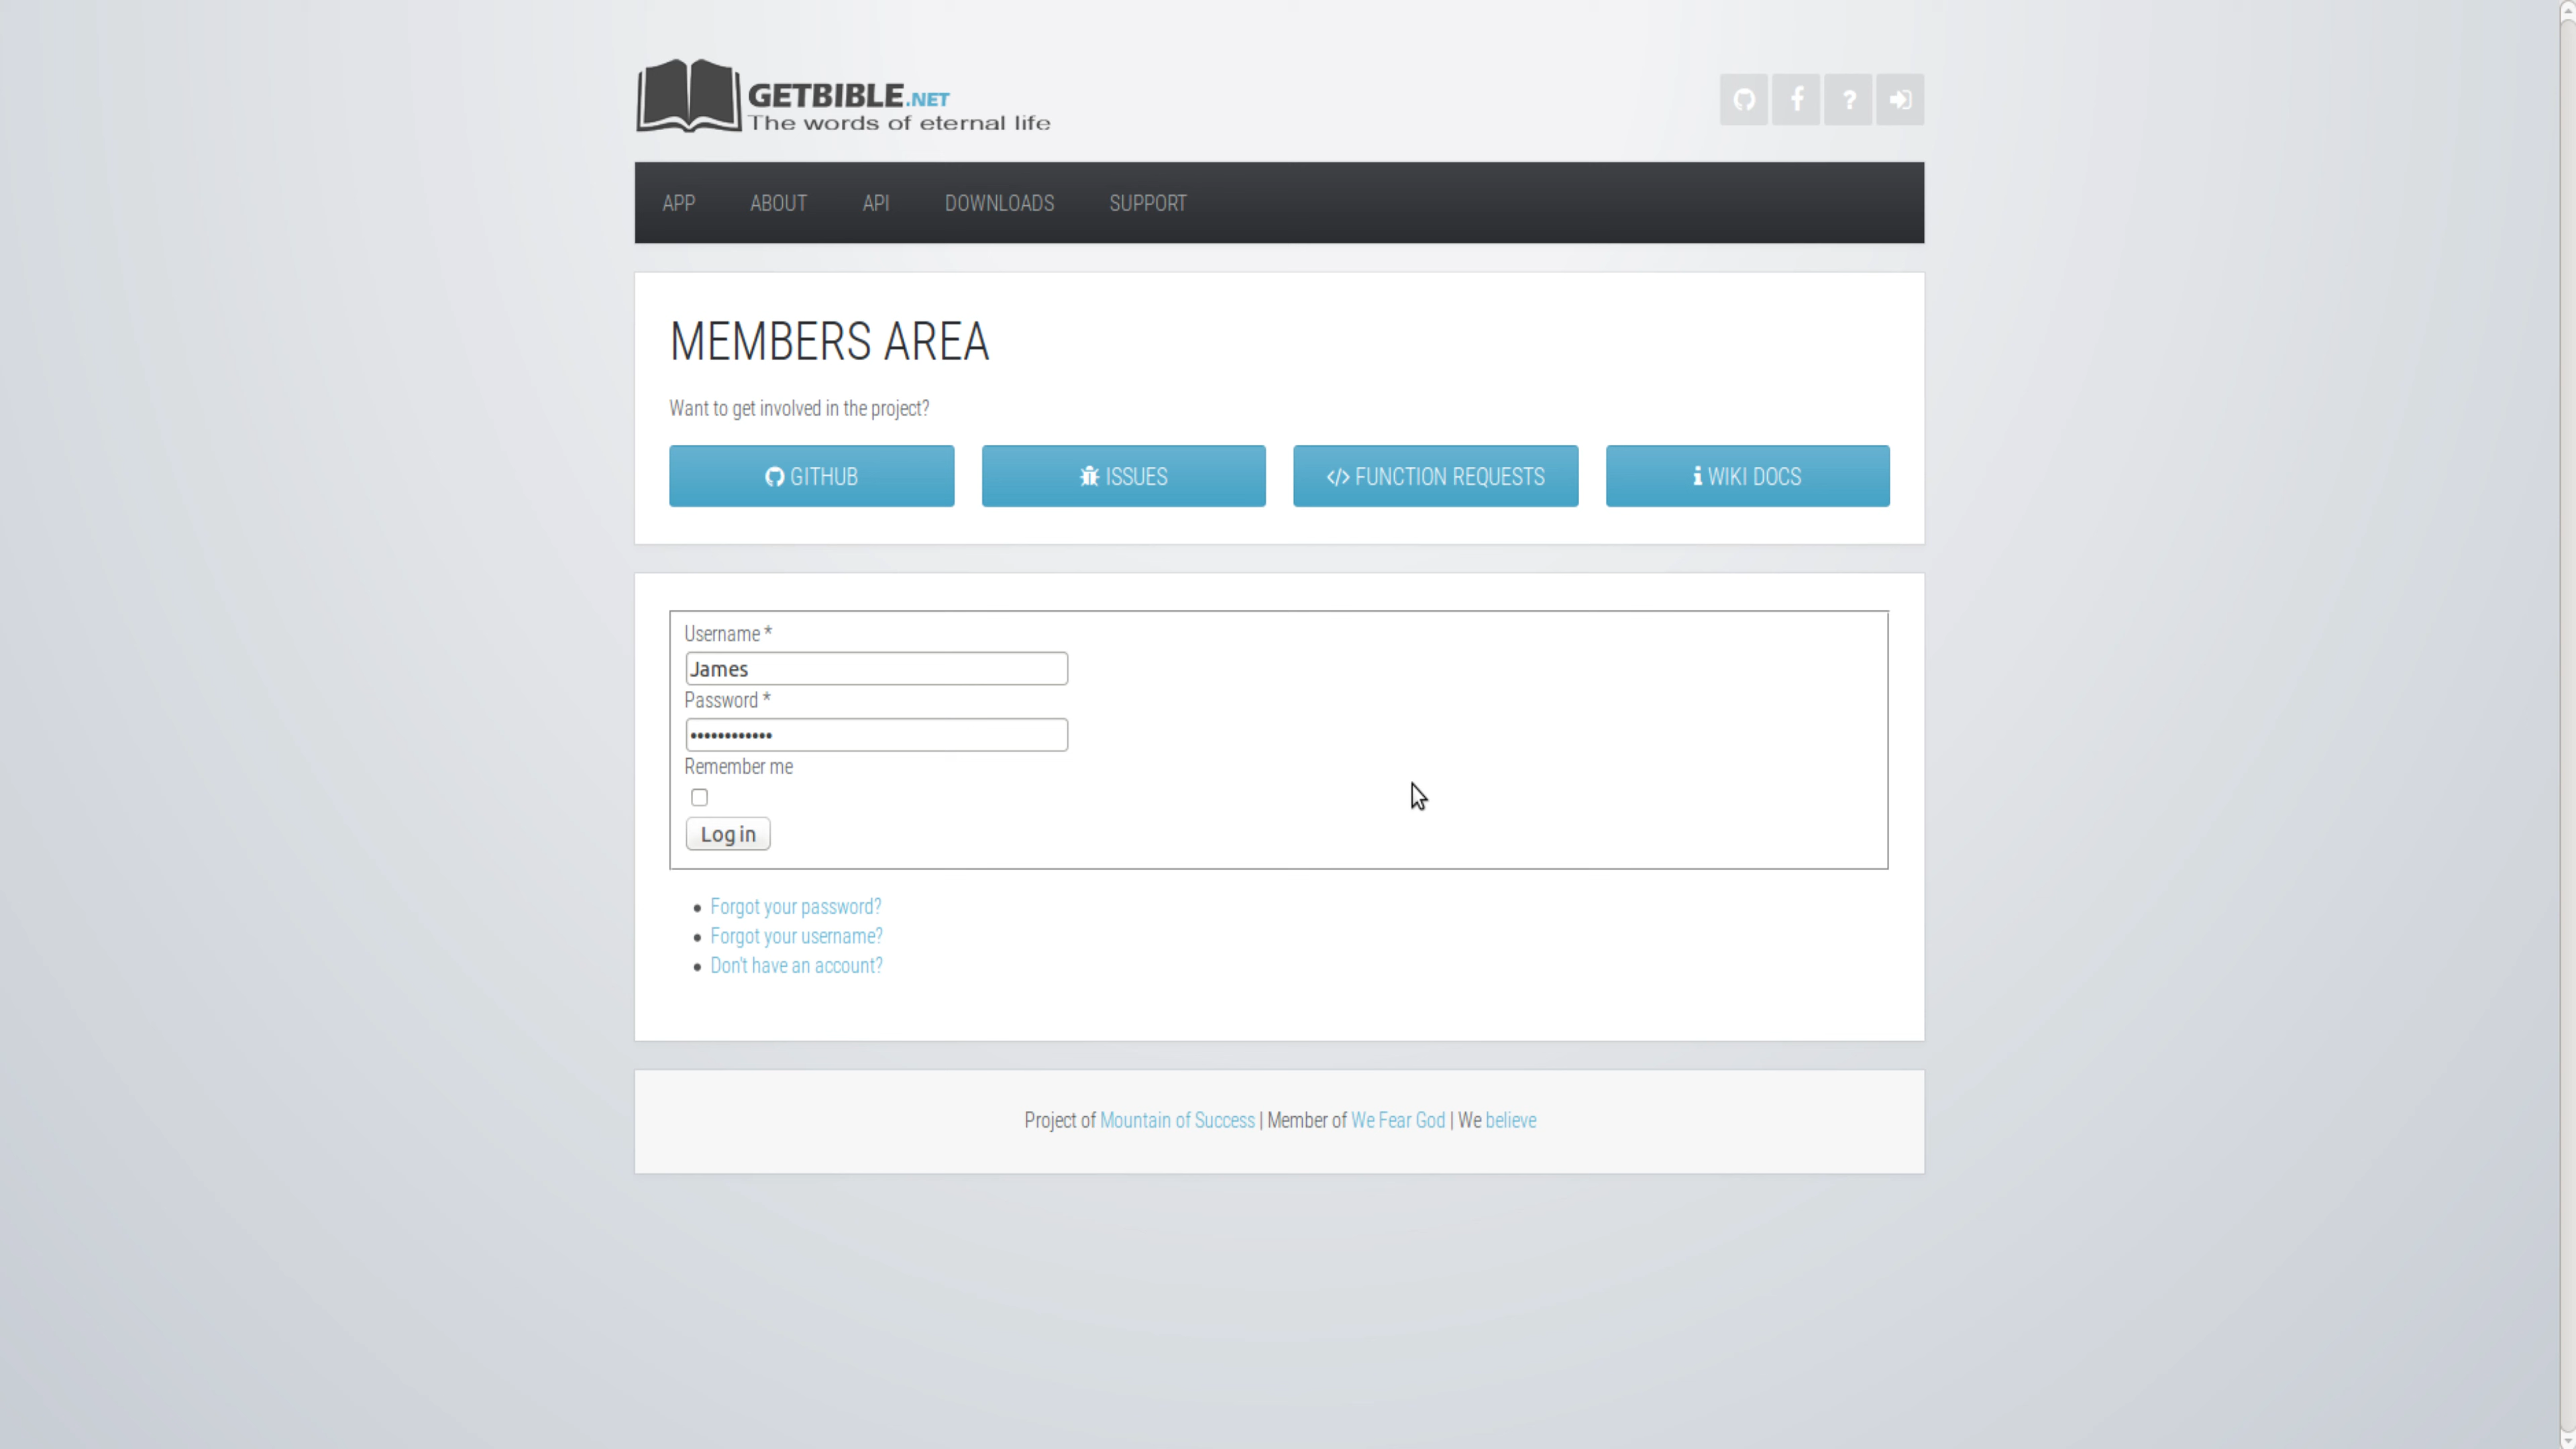 GETBIBLE.NET
The words of eternal life
?
APP ABOUT API DOWNLOADS SUPPORT
MEMBERS AREA
Want to get involved in the project?
GITHUB ISSUES </> FUNCTION REQUESTS i WIKI DOCS
Username *
James
Password *
••••••••••••
Remember me
Log in
• Forgot your password?
• Forgot your username?
• Don't have an account?
Project of Mountain of Success | Member of We Fear God | We believe